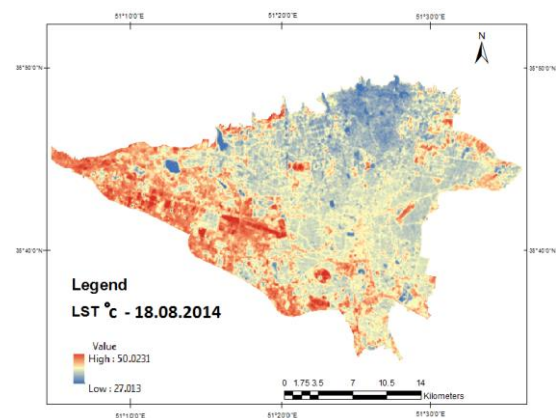 51°10'0"E 51°20'0"E 51°30'0"E
N
35°50'0"N 35°50'0"N
35°40'0"N 35°40'0"N
Legend
LST °c - 18.08.2014
Value
High : 50.0231
Low : 27.013
0 1.75 3.5 7 10.5 14
Kilometers
51°10'0"E 51°20'0"E 51°30'0"E